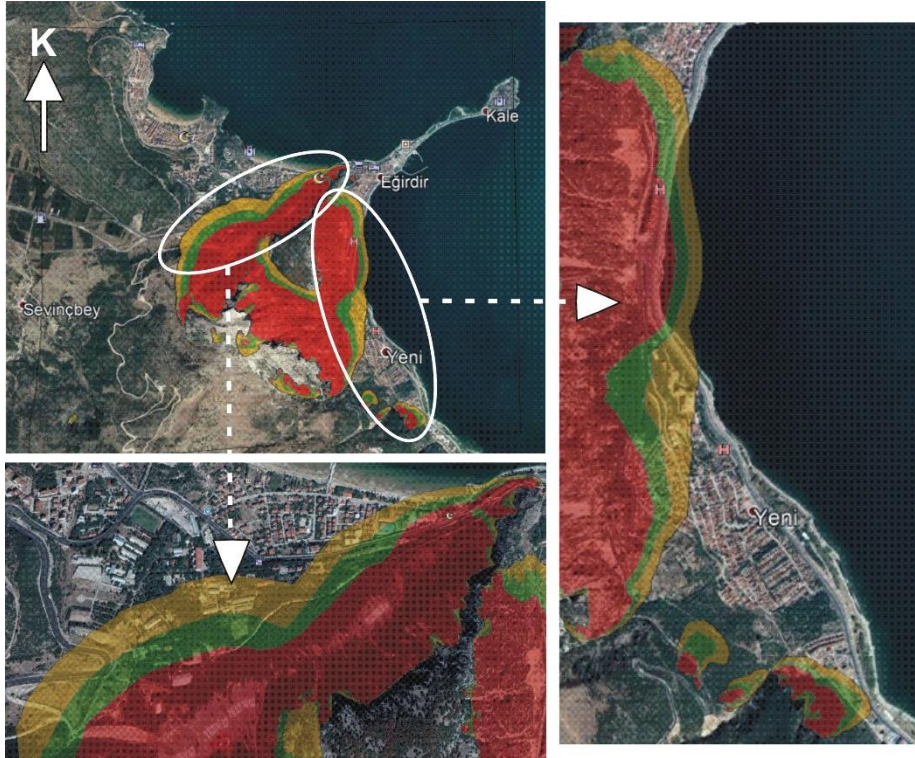 K
Kale
Eğirdir
H
Sevinçbey
H
Yeni
H
H
Yeni